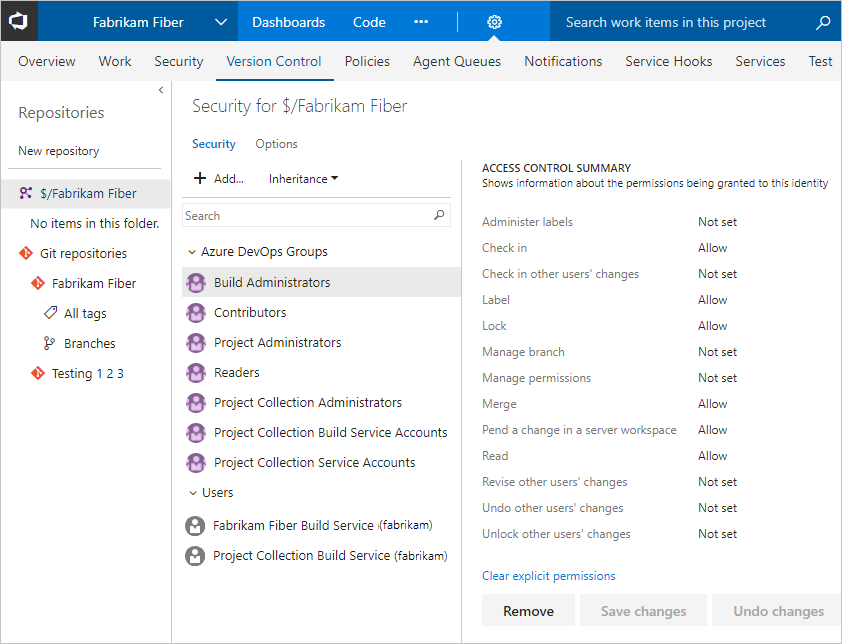 Fabrikam Fiber Dashboards Code ••• Search work items in this project
Overview Work Security Version Control Policies Agent Queues Notifications Service Hooks Services Test
Repositories
New repository
$/Fabrikam Fiber
No items in this folder.
Git repositories
Fabrikam Fiber
All tags
Branches
Testing 1 2 3
Security for $/Fabrikam Fiber
Security Options
Add... Inheritance
Search
Azure DevOps Groups
Build Administrators
Contributors
Project Administrators
Readers
Project Collection Administrators
Project Collection Build Service Accounts
Project Collection Service Accounts
Users
Fabrikam Fiber Build Service (fabrikam)
Project Collection Build Service (fabrikam)
ACCESS CONTROL SUMMARY
Shows information about the permissions being granted to this identity
Administer labels Not set
Check in Allow
Check in other users' changes Not set
Label Allow
Lock Allow
Manage branch Not set
Manage permissions Not set
Merge Allow
Pend a change in a server workspace Allow
Read Allow
Revise other users' changes Not set
Undo other users' changes Not set
Unlock other users' changes Not set
Clear explicit permissions
Remove Save changes Undo changes